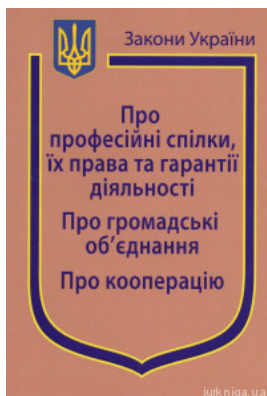 Закони України
Про
професійні спілки,
їх права та гарантії
діяльності
Про громадські
об'єднання
Про кооперацію
jurkniga.ua